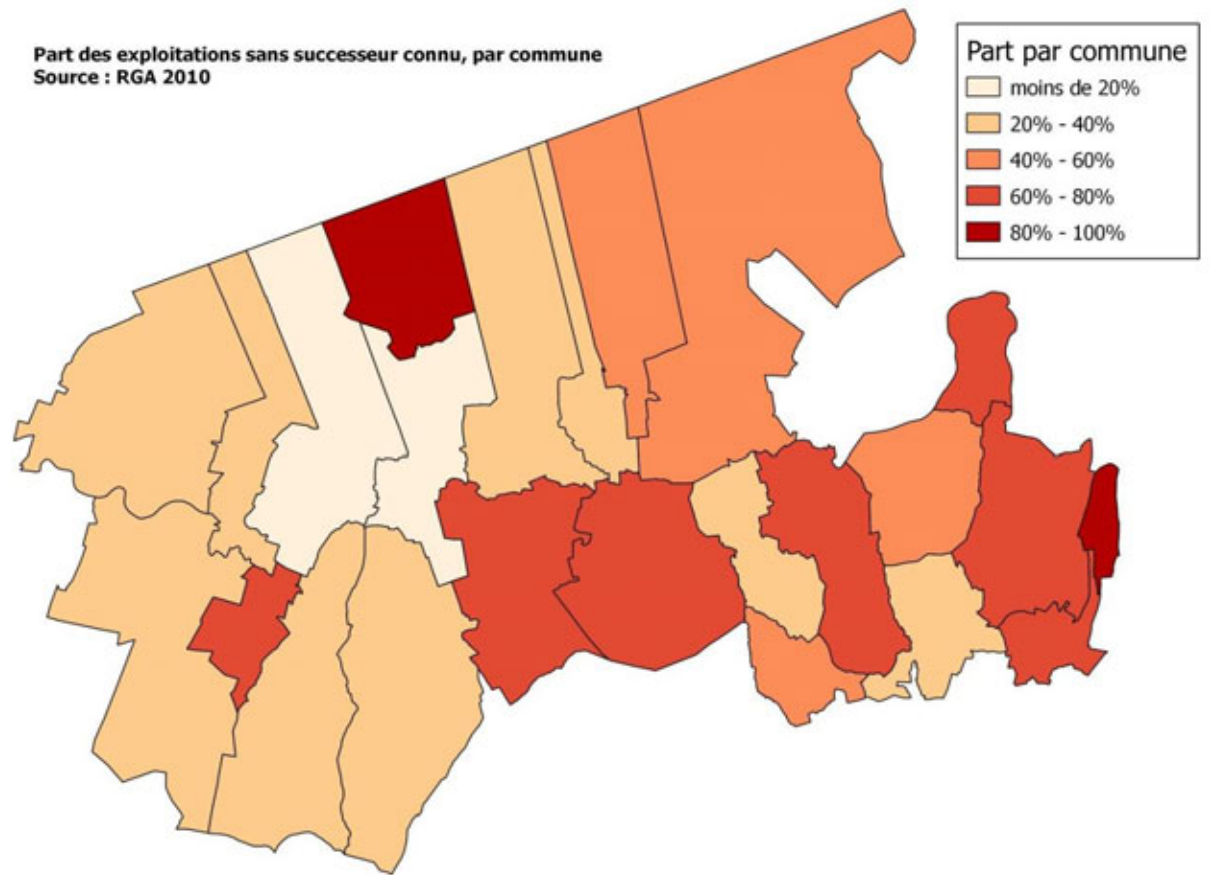 Part des exploitations sans successeur connu, par commune
Source : RGA 2010
Part par commune
moins de 20%
20% - 40%
40% - 60%
60% - 80%
80% - 100%